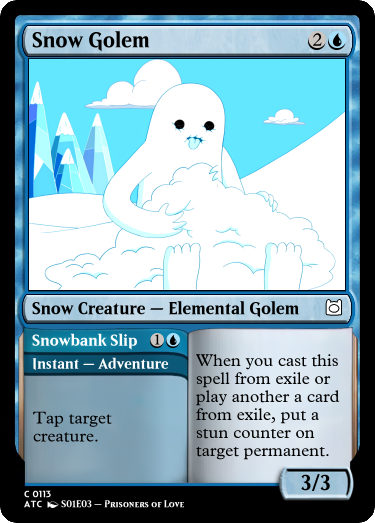 Snow Golem 2
Snow Creature — Elemental Golem
Snowbank Slip 1
Instant — Adventure
Tap target
creature.
When you cast this
spell from exile or
play another a card
from exile, put a
stun counter on
target permanent.
3/3
C 0113
ATC S01E03 — Prisoners of Love